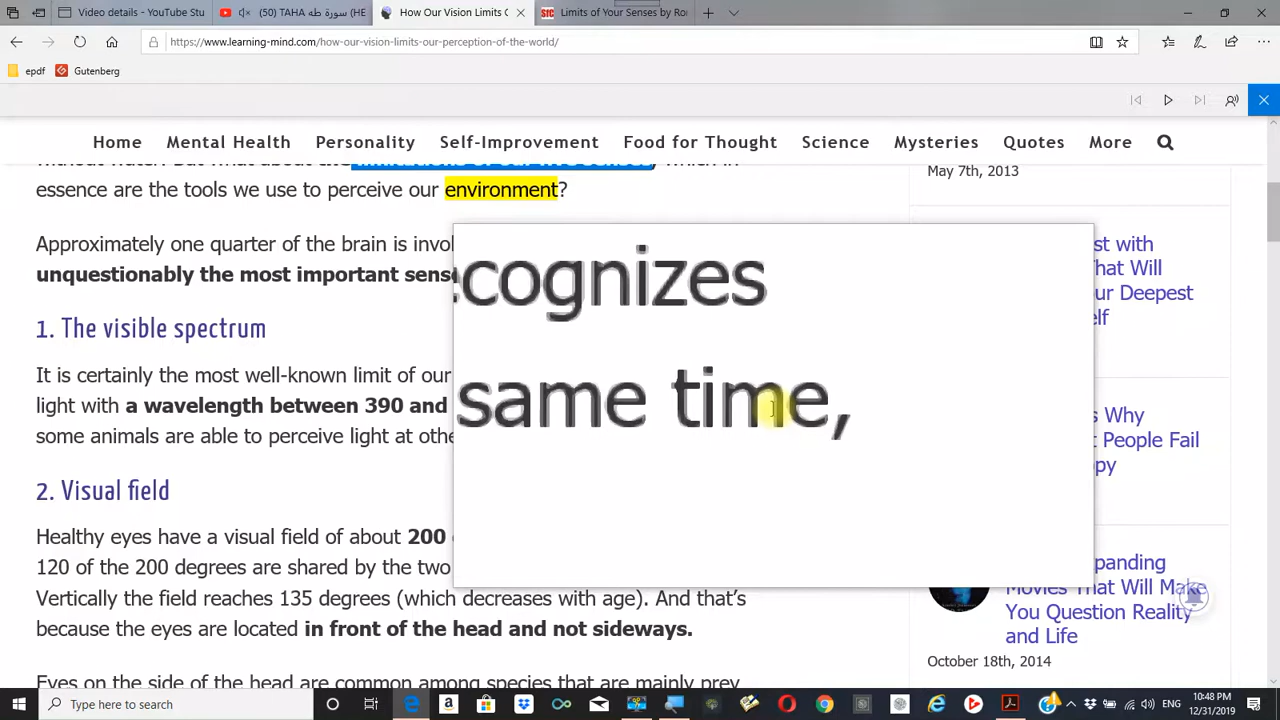 YouTube Stu
(50) TAHA طه سورة
How Our Vision Limits O
Limits of Your Senses by Ro
https://www.learning-mind.com/how-our-vision-limits-our-perception-of-the-world/
epdf
Gutenberg
Home
Mental Health
Personality
Self-Improvement
Food for Thought
Science
Mysteries
Quotes
More
essence are the tools we use to perceive our environment?
Approximately one quarter of the brain is invol
unquestionably the most important sens
1. The visible spectrum
It is certainly the most well-known limit of our
light with a wavelength between 390 and
some animals are able to perceive light at othe
2. Visual field
Healthy eyes have a visual field of about 200
120 of the 200 degrees are shared by the two
Vertically the field reaches 135 degrees (which decreases with age). And that's
because the eyes are located in front of the head and not sideways.
Eyes on the side of the head are common among species that are mainly prey
cognizes
same time,
May 7th, 2013
st with
hat Will
ur Deepest
elf
s Why
t People Fail
ppy
panding
Movies That Will Make
You Question Reality
and Life
October 18th, 2014
Type here to search
10:48 PM
12/31/2019